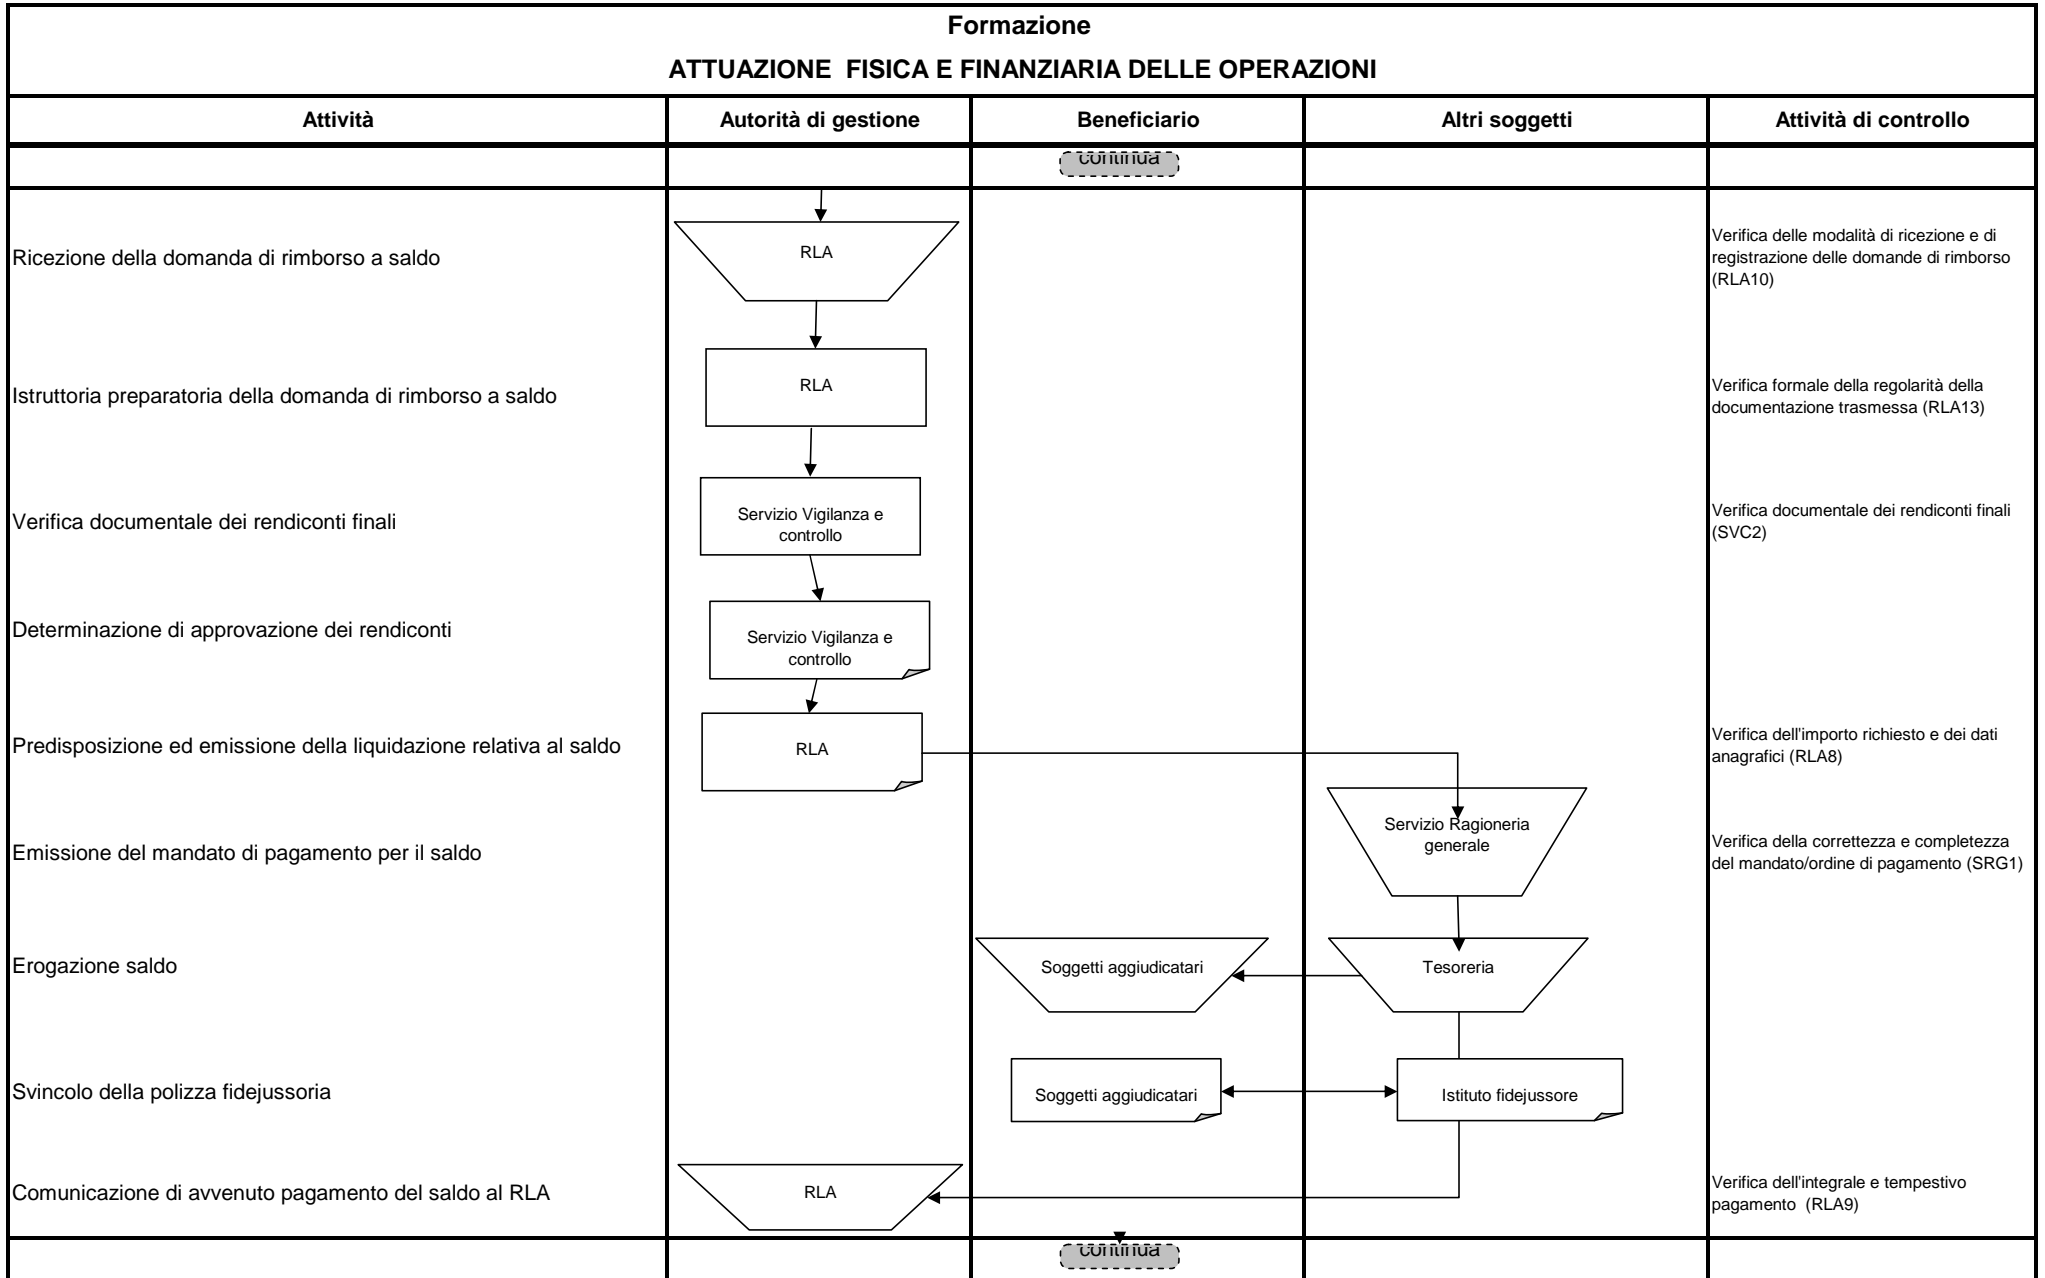 Formazione
ATTUAZIONE FISICA E FINANZIARIA DELLE OPERAZIONI
Attività
Autorità di gestione
Beneficiario
Altri soggetti
Attività di controllo
continua
Ricezione della domanda di rimborso a saldo
RLA
Verifica delle modalità di ricezione e di
registrazione delle domande di rimborso
(RLA10)
Istruttoria preparatoria della domanda di rimborso a saldo
RLA
Verifica formale della regolarità della
documentazione trasmessa (RLA13)
Verifica documentale dei rendiconti finali
Servizio Vigilanza e
controllo
Verifica documentale dei rendiconti finali
(SVC2)
Determinazione di approvazione dei rendiconti
Servizio Vigilanza e
controllo
Predisposizione ed emissione della liquidazione relativa al saldo
RLA
Verifica dell'importo richiesto e dei dati
anagrafici (RLA8)
Emissione del mandato di pagamento per il saldo
Servizio Ragioneria
generale
Verifica della correttezza e completezza
del mandato/ordine di pagamento (SRG1)
Erogazione saldo
Soggetti aggiudicatari
Tesoreria
Svincolo della polizza fidejussoria
Soggetti aggiudicatari
Istituto fidejussore
Comunicazione di avvenuto pagamento del saldo al RLA
RLA
Verifica dell'integrale e tempestivo
pagamento (RLA9)
continua